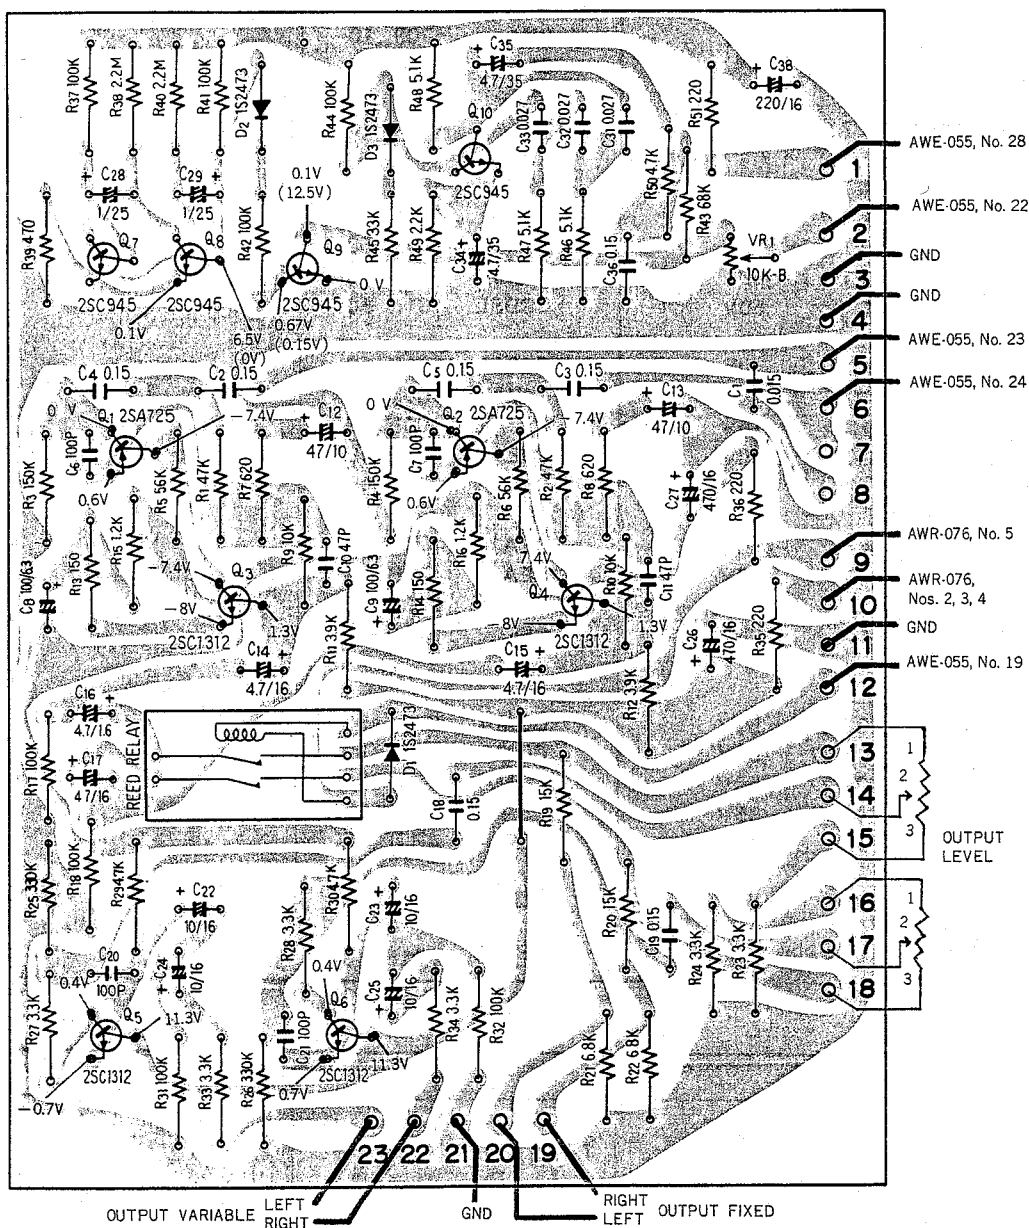 R37 100K
R38 2.2M
R40 2.2M
R41 100K
D2 1S2473
R44 100K
D3 1S2473
R48 5.1K
+ C35
4.7/35
Q10
2SC945
C33 0.027
C32 0.027
C31 0.027
R50 4.7K
R43 68K
R51 220
+ C38
220/16
AWE-055, No. 28
1
AWE-055, No. 22
2
GND
3
GND
4
AWE-055, No. 23
5
AWE-055, No. 24
6
7
8
AWR-076, No. 5
9
AWR-076,
Nos. 2, 3, 4
10
GND
11
AWE-055, No. 19
12
R39 470
+ C28
1/25
C29 +
1/25
Q7
2SC945
Q8
2SC945
0.1V
6.5V
(0V)
R42 100K
0.1V
(12.5V)
Q9
2SC945
0 V
0.67V
(0.15V)
R45 33K
R49 2.2K
C34 +
4.7/35
R47 5.1K
R46 5.1K
C36 0.15
VR1
10K-B
C4 0.15
C2 0.15
C5 0.15
C3 0.15
C1
0.015
0 V
Q1
2SA725
-7.4V
C6 100P
0.6V
R3 150K
R5 56K
R1 47K
R7 620
+ C12
47/10
0 V
Q2
2SA725
-7.4V
C7 100P
0.6V
R4 150K
R6 56K
R2 47K
R8 620
+ C13
47/10
C27 +
470/16
R36 220
C8 100/63 +
R13 150
R15 1.2K
-7.4V
Q3
-8V
2SC1312
1.3V
R9 10K
C10 47P
R11 3.9K
C9 100/63
+
R14 150
R16 1.2K
-7.4V
Q4
-8V
2SC1312
1.3V
R10 10K
C11 47P
R12 3.9K
C26
+
470/16
R35 220
C14 +
4.7/16
C15 +
4.7/16
C16 +
4.7/16
C17 +
4.7/16
R17 100K
R18 100K
REED RELAY
D1 1S2473
C18
0.15
R19 15K
13
14
15
1
2
3
OUTPUT
LEVEL
16
17
18
1
2
3
R25 330K
R29 47K
+ C22
10/16
R28 3.3K
R30 47K
C23 +
10/16
R20 15K
C19 0.15
R24 3.3K
R23 3.3K
R27 3.3K
C20
100P
0.4V
Q5
2SC1312
11.3V
-0.7V
+ C24
10/16
R31 100K
R33 3.3K
R26 330K
C21 100P
0.4V
Q6
2SC1312
0.7V
11.3V
C25 +
10/16
R34 3.3K
R32 100K
R21 6.8K
R22 6.8K
23 22 21 20 19
OUTPUT VARIABLE LEFT
RIGHT
GND
RIGHT
LEFT OUTPUT FIXED